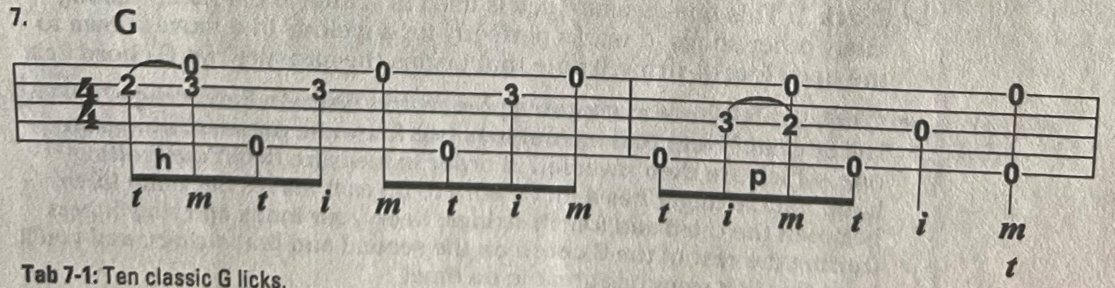 7. G
0 0 0 0 0
2 3 3 3
4
4 3 2 0
0 0 0 0 0
h p
t m t i m t i m t i m t i m
t
Tab 7-1: Ten classic G licks.